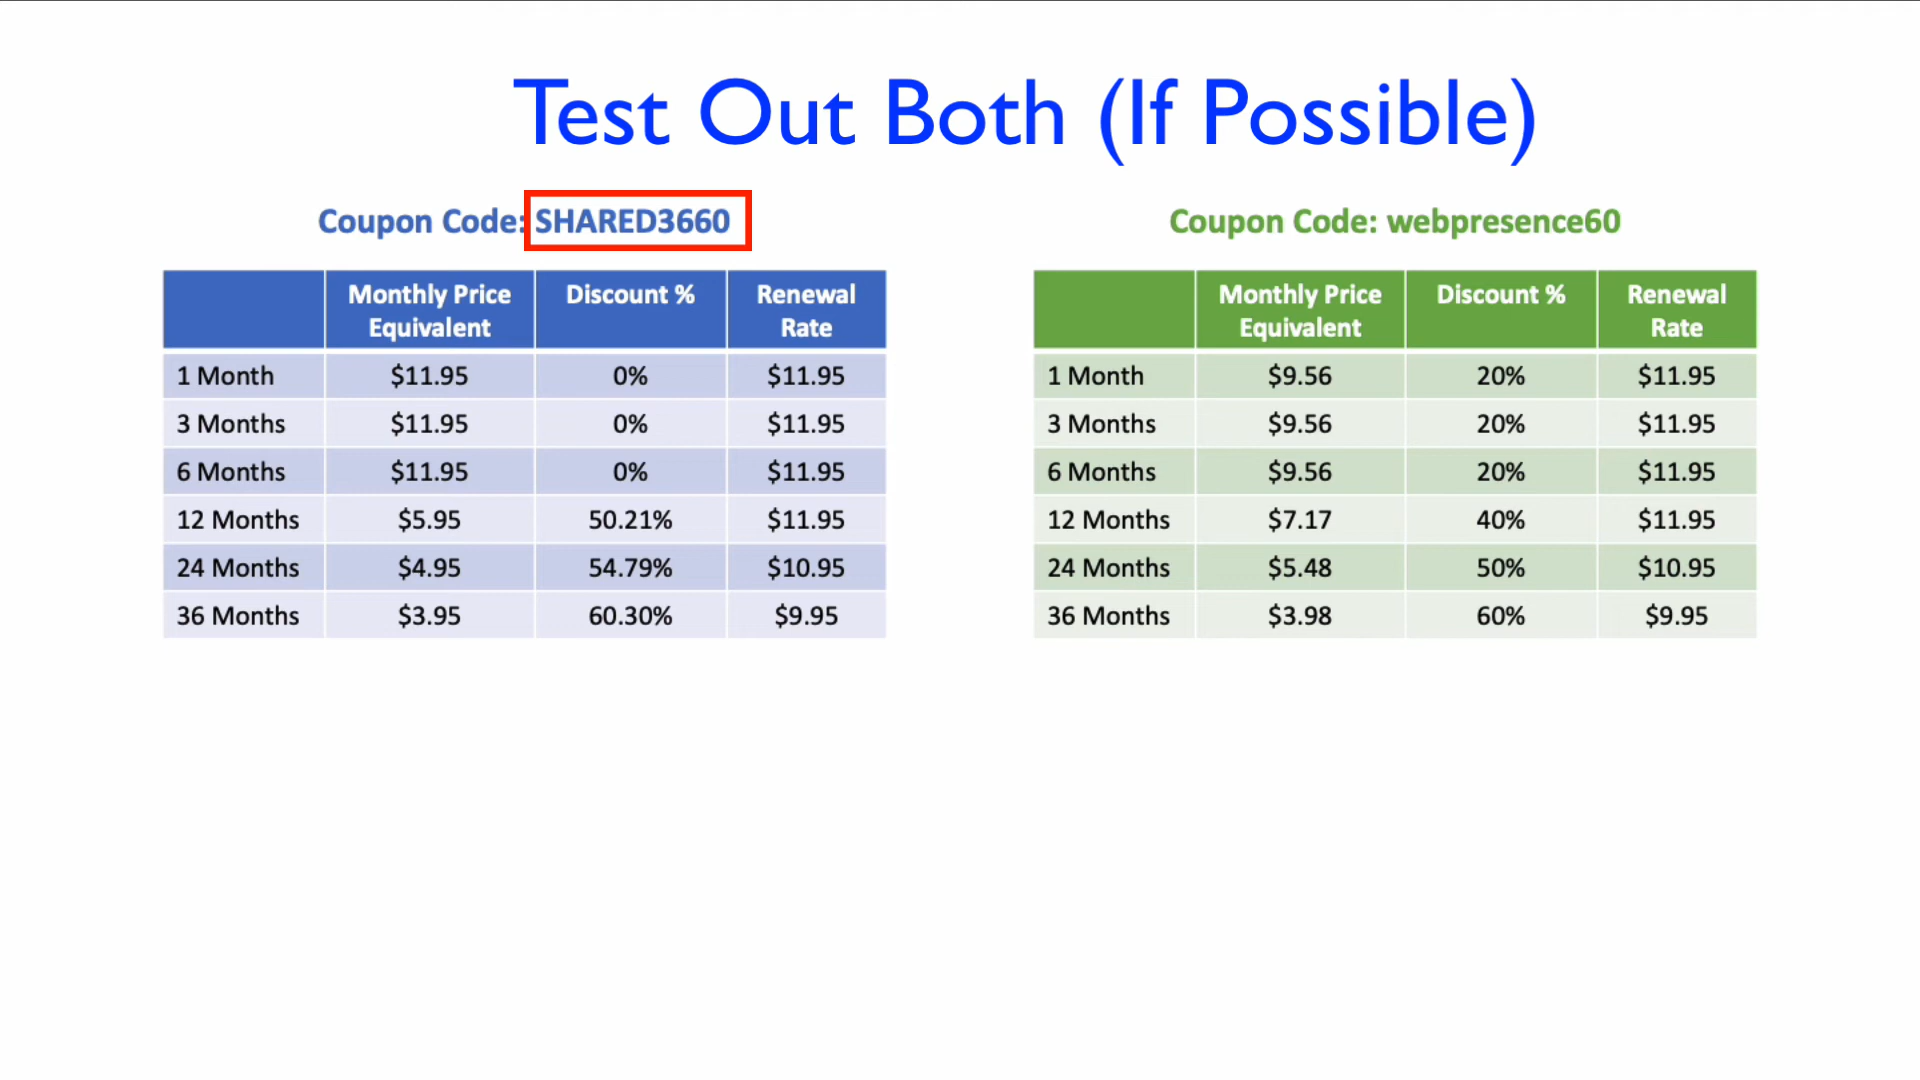 Test Out Both (If Possible)
Coupon Code: SHARED3660
Monthly Price Equivalent Discount % Renewal Rate
1 Month $11.95 0% $11.95
3 Months $11.95 0% $11.95
6 Months $11.95 0% $11.95
12 Months $5.95 50.21% $11.95
24 Months $4.95 54.79% $10.95
36 Months $3.95 60.30% $9.95
Coupon Code: webpresence60
Monthly Price Equivalent Discount % Renewal Rate
1 Month $9.56 20% $11.95
3 Months $9.56 20% $11.95
6 Months $9.56 20% $11.95
12 Months $7.17 40% $11.95
24 Months $5.48 50% $10.95
36 Months $3.98 60% $9.95